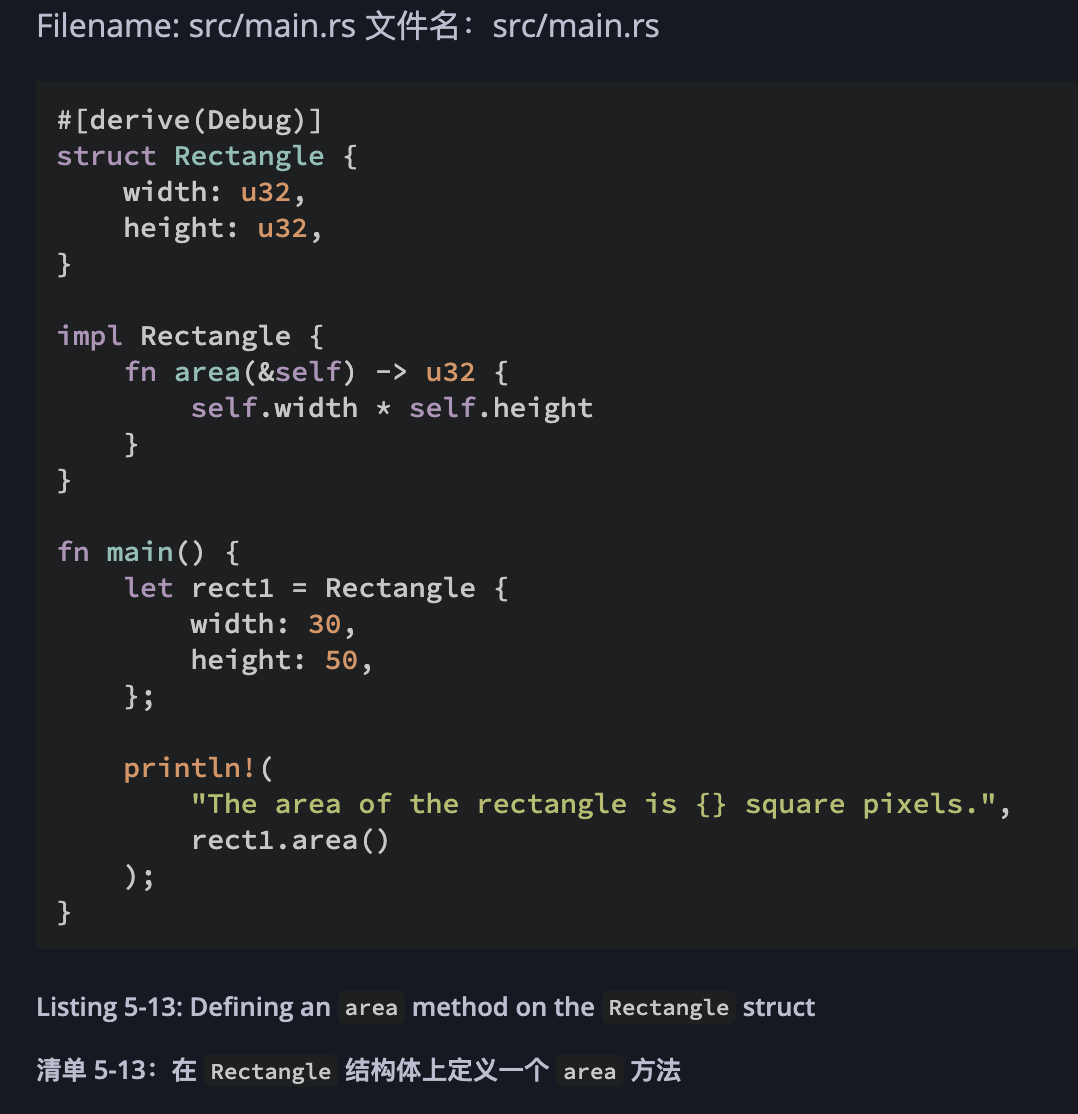 Filename: src/main.rs 文件名：src/main.rs
#[derive(Debug)]
struct Rectangle {
    width: u32,
    height: u32,
}

impl Rectangle {
    fn area(&self) -> u32 {
        self.width * self.height
    }
}

fn main() {
    let rect1 = Rectangle {
        width: 30,
        height: 50,
    };

    println!(
        "The area of the rectangle is {} square pixels.",
        rect1.area()
    );
}
Listing 5-13: Defining an area method on the Rectangle struct
清单 5-13：在 Rectangle 结构体上定义一个 area 方法